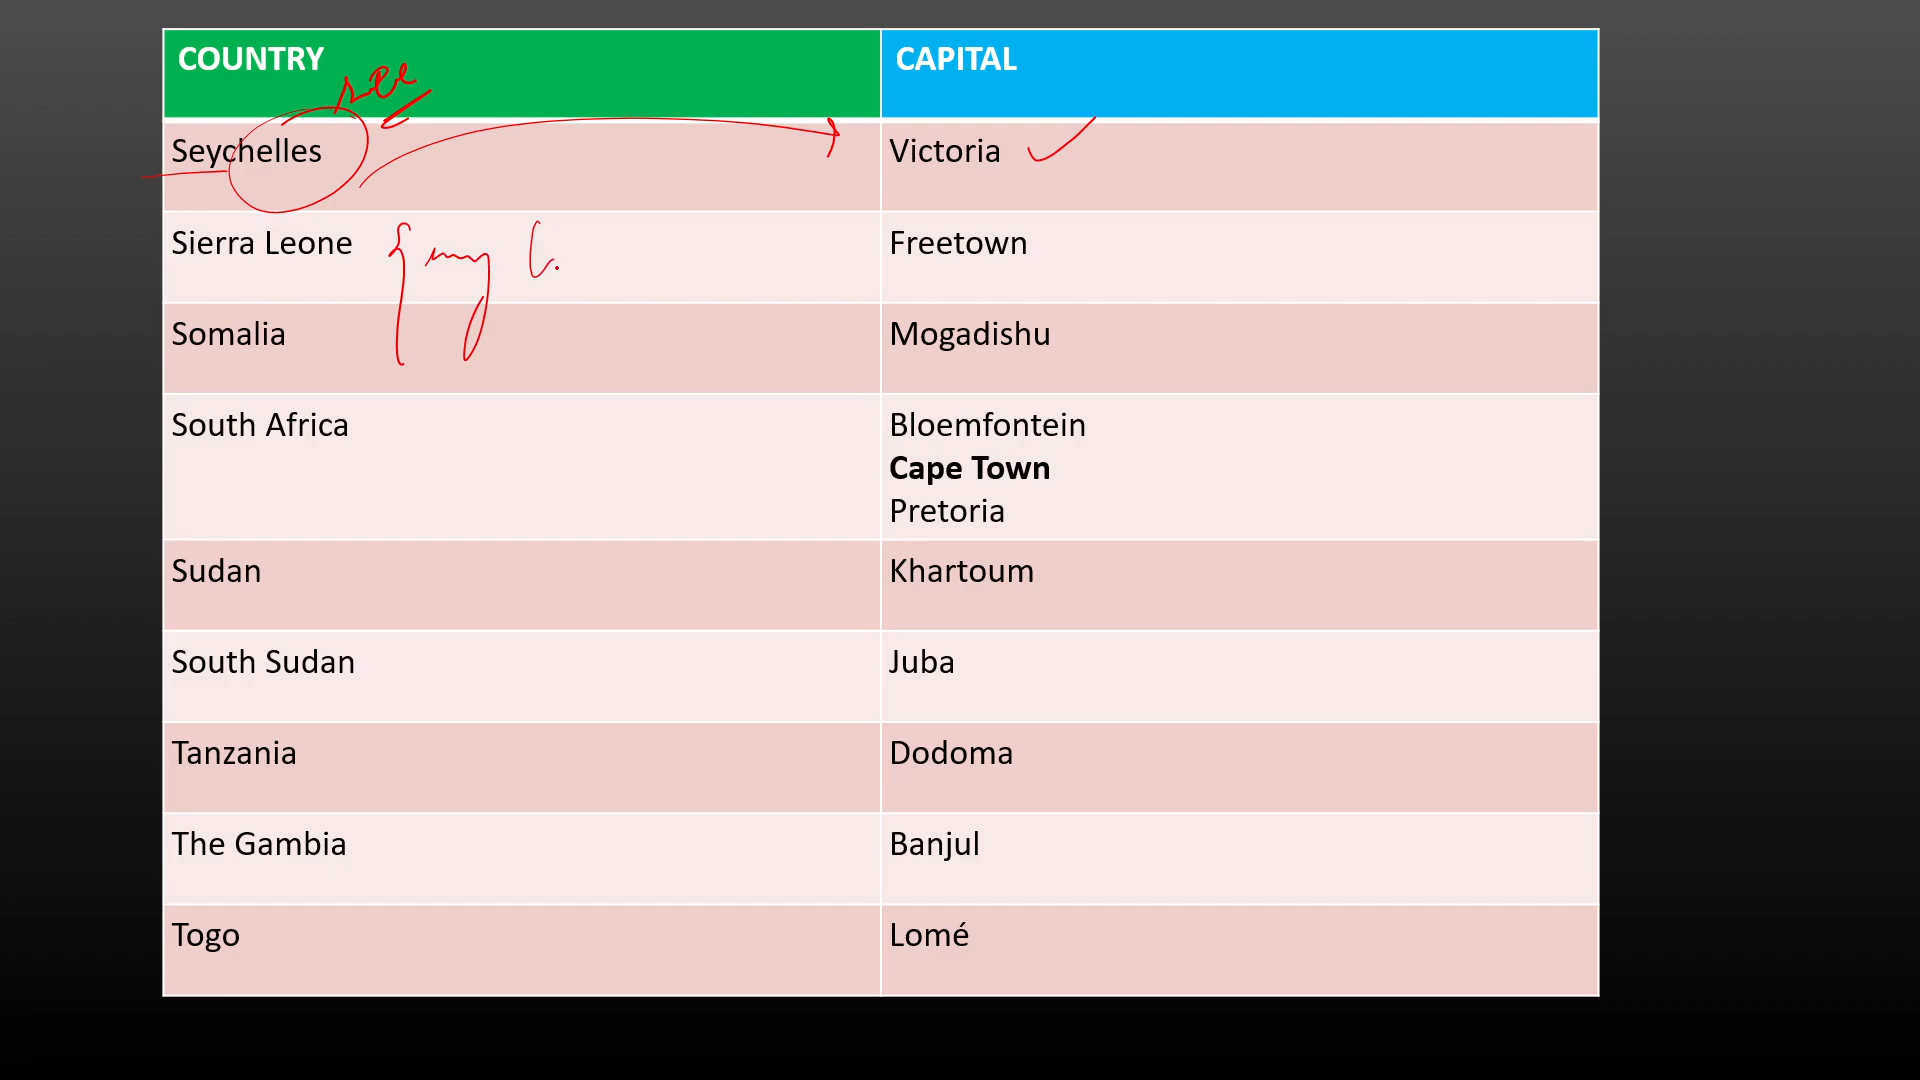 COUNTRY CAPITAL
see
Seychelles Victoria
Sierra Leone Freetown
Somalia Mogadishu
South Africa Bloemfontein
Cape Town
Pretoria
Sudan Khartoum
South Sudan Juba
Tanzania Dodoma
The Gambia Banjul
Togo Lomé